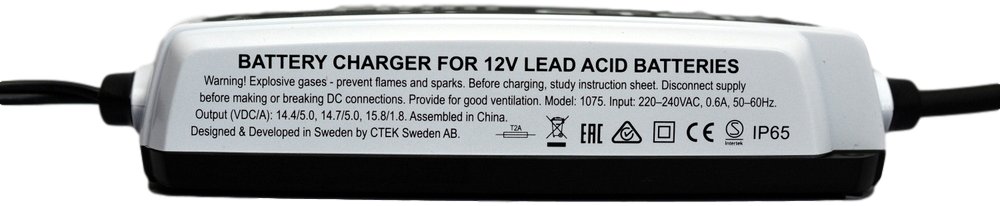 BATTERY CHARGER FOR 12V LEAD ACID BATTERIES
Warning! Explosive gases - prevent flames and sparks. Before charging, study instruction sheet. Disconnect supply
before making or breaking DC connections. Provide for good ventilation. Model: 1075. Input: 220–240VAC, 0.6A, 50–60Hz.
Output (VDC/A): 14.4/5.0, 14.7/5.0, 15.8/1.8. Assembled in China.
Designed & Developed in Sweden by CTEK Sweden AB.
T2A
EAC
CE
S
Intertek
IP65